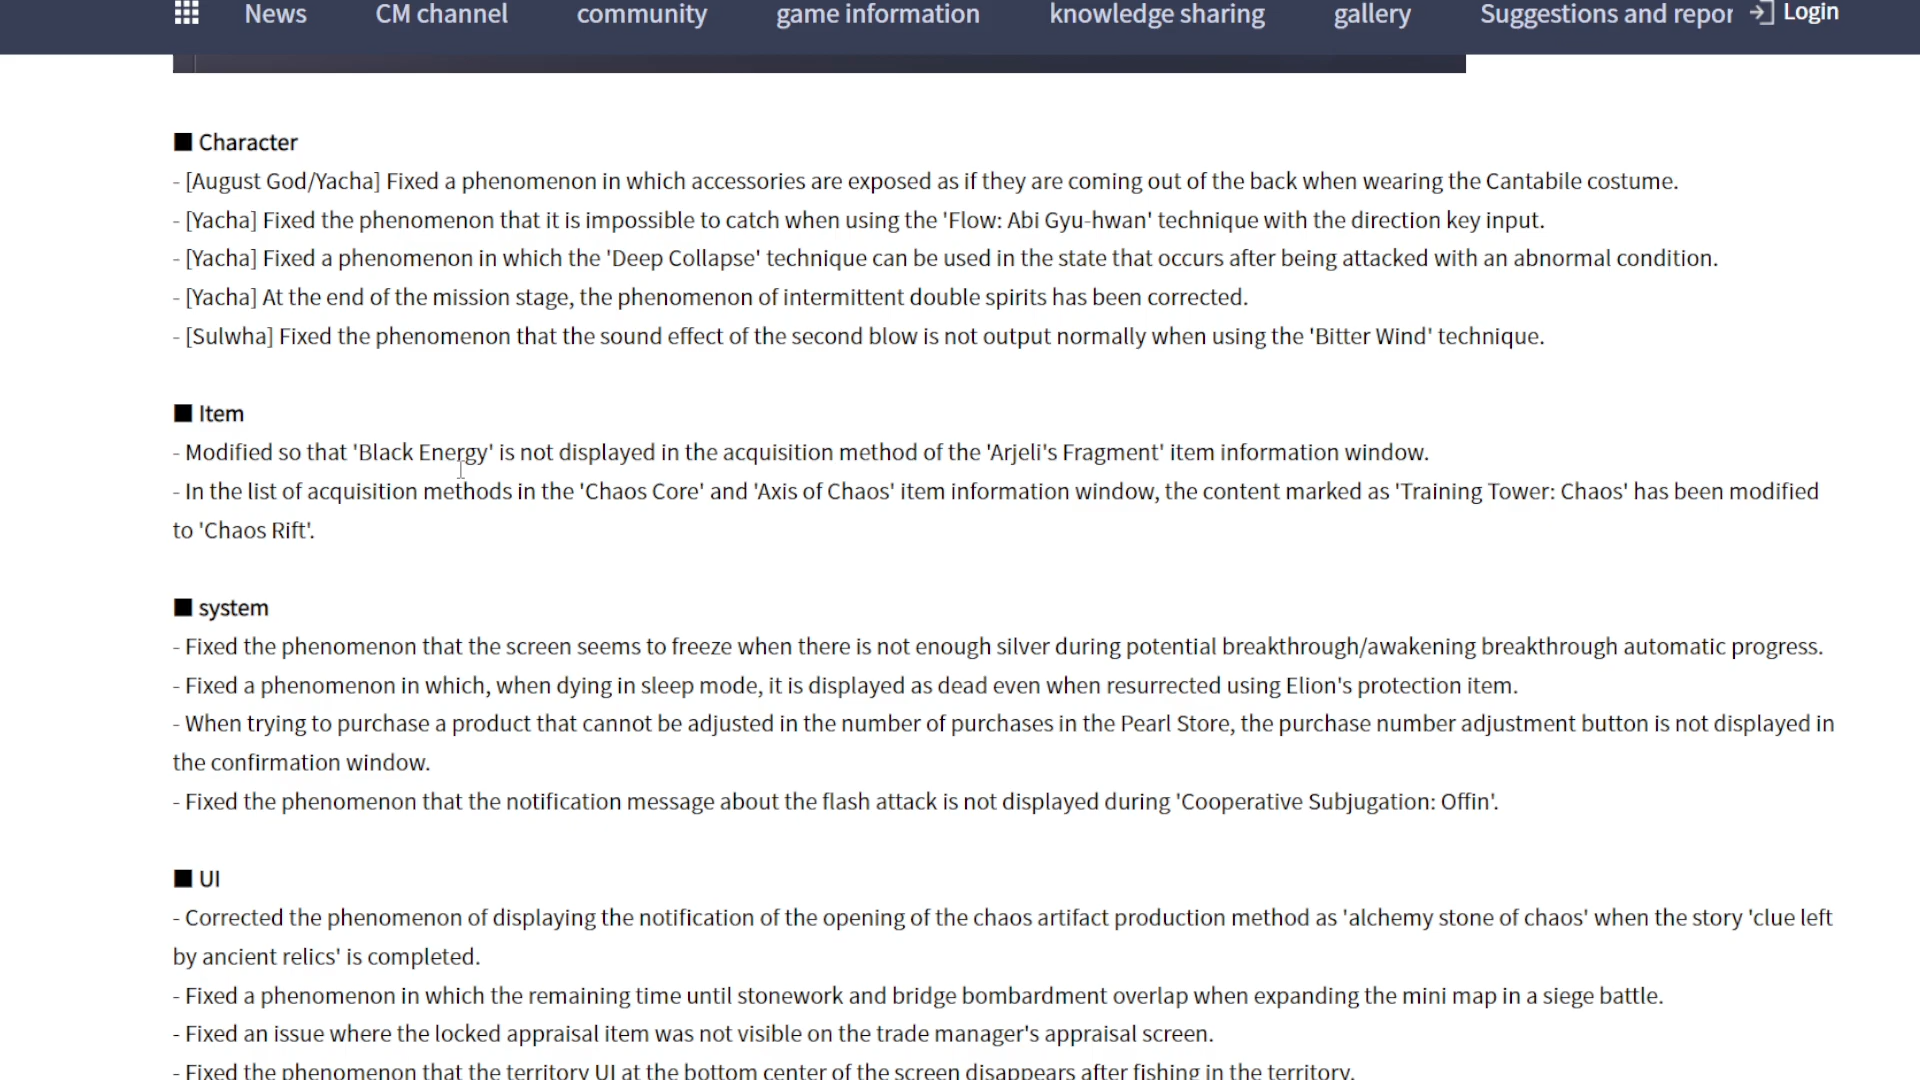 News CM channel community game information knowledge sharing gallery Suggestions and repor Login
■ Character
- [August God/Yacha] Fixed a phenomenon in which accessories are exposed as if they are coming out of the back when wearing the Cantabile costume.
- [Yacha] Fixed the phenomenon that it is impossible to catch when using the 'Flow: Abi Gyu-hwan' technique with the direction key input.
- [Yacha] Fixed a phenomenon in which the 'Deep Collapse' technique can be used in the state that occurs after being attacked with an abnormal condition.
- [Yacha] At the end of the mission stage, the phenomenon of intermittent double spirits has been corrected.
- [Sulwha] Fixed the phenomenon that the sound effect of the second blow is not output normally when using the 'Bitter Wind' technique.
■ Item
- Modified so that 'Black Energy' is not displayed in the acquisition method of the 'Arjeli's Fragment' item information window.
- In the list of acquisition methods in the 'Chaos Core' and 'Axis of Chaos' item information window, the content marked as 'Training Tower: Chaos' has been modified
to 'Chaos Rift'.
■ system
- Fixed the phenomenon that the screen seems to freeze when there is not enough silver during potential breakthrough/awakening breakthrough automatic progress.
- Fixed a phenomenon in which, when dying in sleep mode, it is displayed as dead even when resurrected using Elion's protection item.
- When trying to purchase a product that cannot be adjusted in the number of purchases in the Pearl Store, the purchase number adjustment button is not displayed in
the confirmation window.
- Fixed the phenomenon that the notification message about the flash attack is not displayed during 'Cooperative Subjugation: Offin'.
■ UI
- Corrected the phenomenon of displaying the notification of the opening of the chaos artifact production method as 'alchemy stone of chaos' when the story 'clue left
by ancient relics' is completed.
- Fixed a phenomenon in which the remaining time until stonework and bridge bombardment overlap when expanding the mini map in a siege battle.
- Fixed an issue where the locked appraisal item was not visible on the trade manager's appraisal screen.
- Fixed the phenomenon that the territory UI at the bottom center of the screen disappears after fishing in the territory.